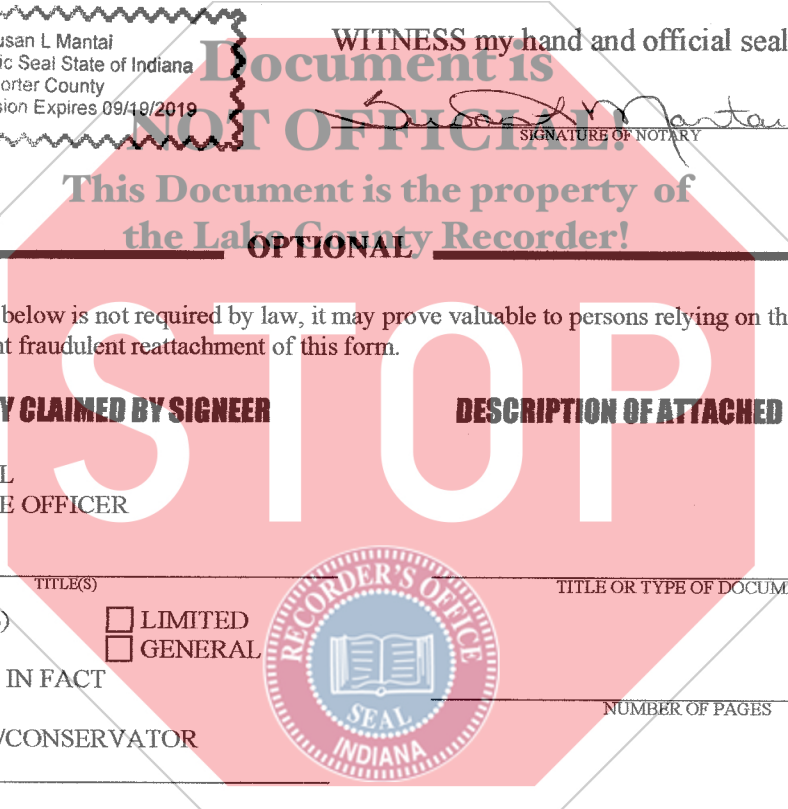 usan L Mantai
ic Seal State of Indiana
orter County
sion Expires 09/19/2019
WITNESS my hand and official seal
Susan L Mantai
SIGNATURE OF NOTARY
Document is
NOT OFFICIAL!
This Document is the property of
the Lake County Recorder!
OPTIONAL
below is not required by law, it may prove valuable to persons relying on th
nt fraudulent reattachment of this form.
Y CLAIMED BY SIGNEER
DESCRIPTION OF ATTACHED
STOP
L
E OFFICER
TITLE(S)
TITLE OR TYPE OF DOCUM
)
LIMITED
GENERAL
IN FACT
NUMBER OF PAGES
/CONSERVATOR
RECORDER'S OFFICE
SEAL
INDIANA